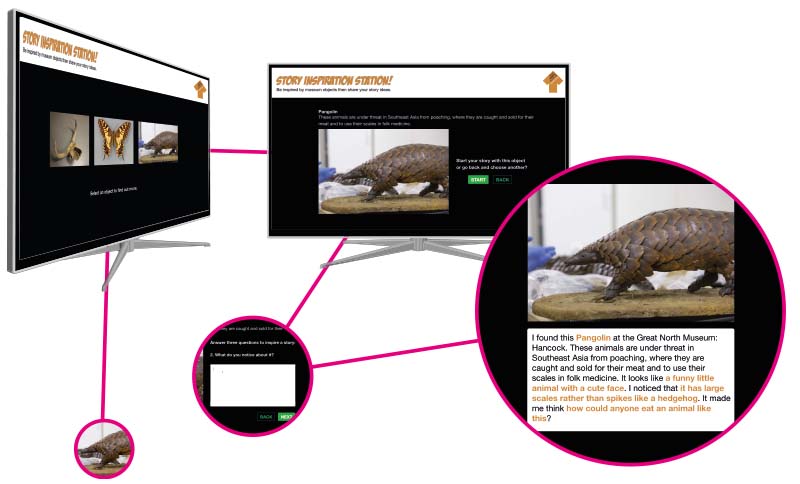 STORY INSPIRATION STATION!
Be inspired by museum objects then share your story ideas.
Select an object to find out more.
STORY INSPIRATION STATION!
Be inspired by museum objects then share your story ideas.
Pangolin
These animals are under threat in Southeast Asia from poaching, where they are caught and sold for their
meat and to use their scales in folk medicine.
Start your story with this object
or go back and choose another?
START BACK
they are caught and sold for their
Answer three questions to inspire a story.
2. What do you notice about it?
BACK NEXT
I found this Pangolin at the Great North Museum:
Hancock. These animals are under threat in
Southeast Asia from poaching, where they are
caught and sold for their meat and to use their
scales in folk medicine. It looks like a funny little
animal with a cute face. I noticed that it has large
scales rather than spikes like a hedgehog. It made
me think how could anyone eat an animal like
this?